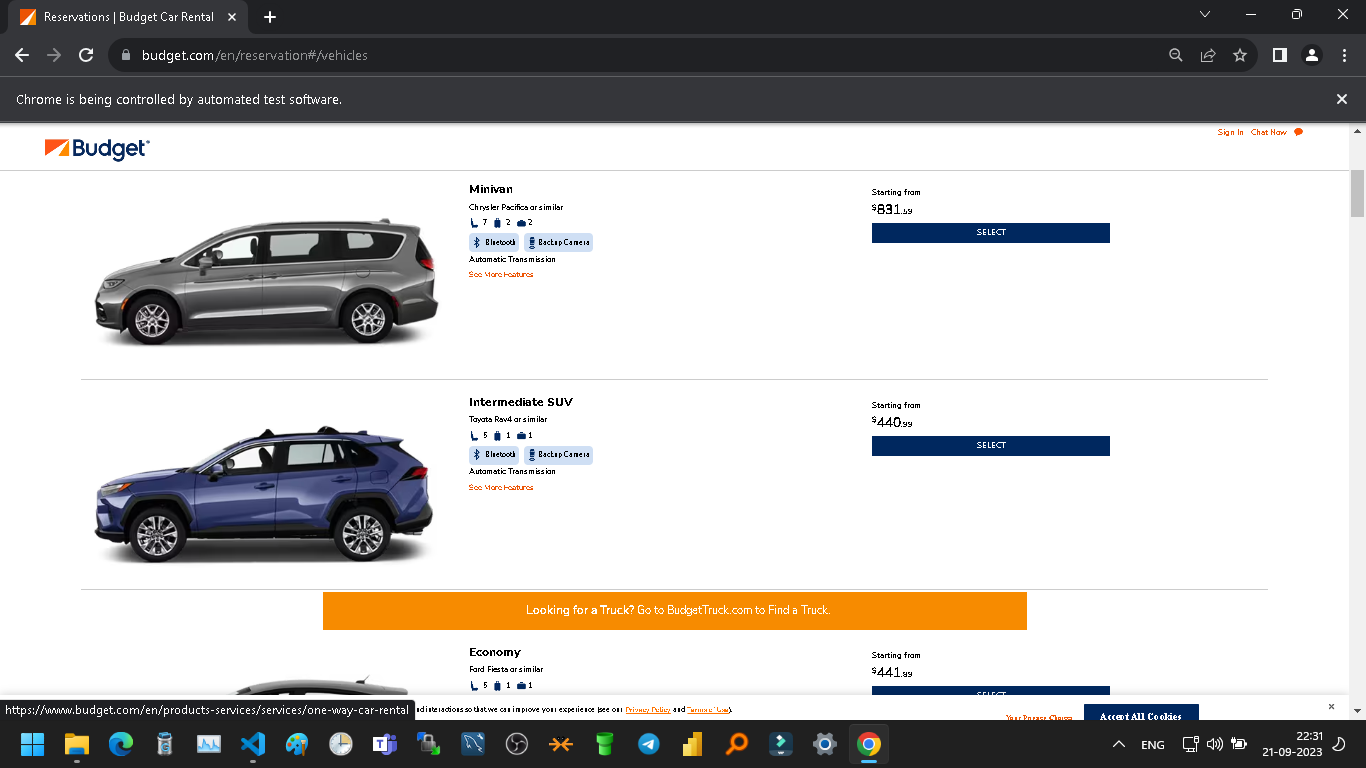 Reservations | Budget Car Rental
budget.com/en/reservation#/vehicles
Chrome is being controlled by automated test software.
Sign In Chat Now
Budget
Minivan
Chrysler Pacifica or similar
7 2 2
Bluetooth Backup Camera
Automatic Transmission
See More Features
Starting from
$831.59
SELECT
Intermediate SUV
Toyota Rav4 or similar
5 1 1
Bluetooth Backup Camera
Automatic Transmission
See More Features
Starting from
$440.99
SELECT
Looking for a Truck? Go to BudgetTruck.com to Find a Truck.
Economy
Ford Fiesta or similar
5 1 1
Starting from
$441.89
SELECT
https://www.budget.com/en/products-services/services/one-way-car-rental
interactions so that we can improve your experience (see our Privacy Policy and Terms of Use).
Your Privacy Choices
Accept All Cookies
ENG
22:31
21-09-2023